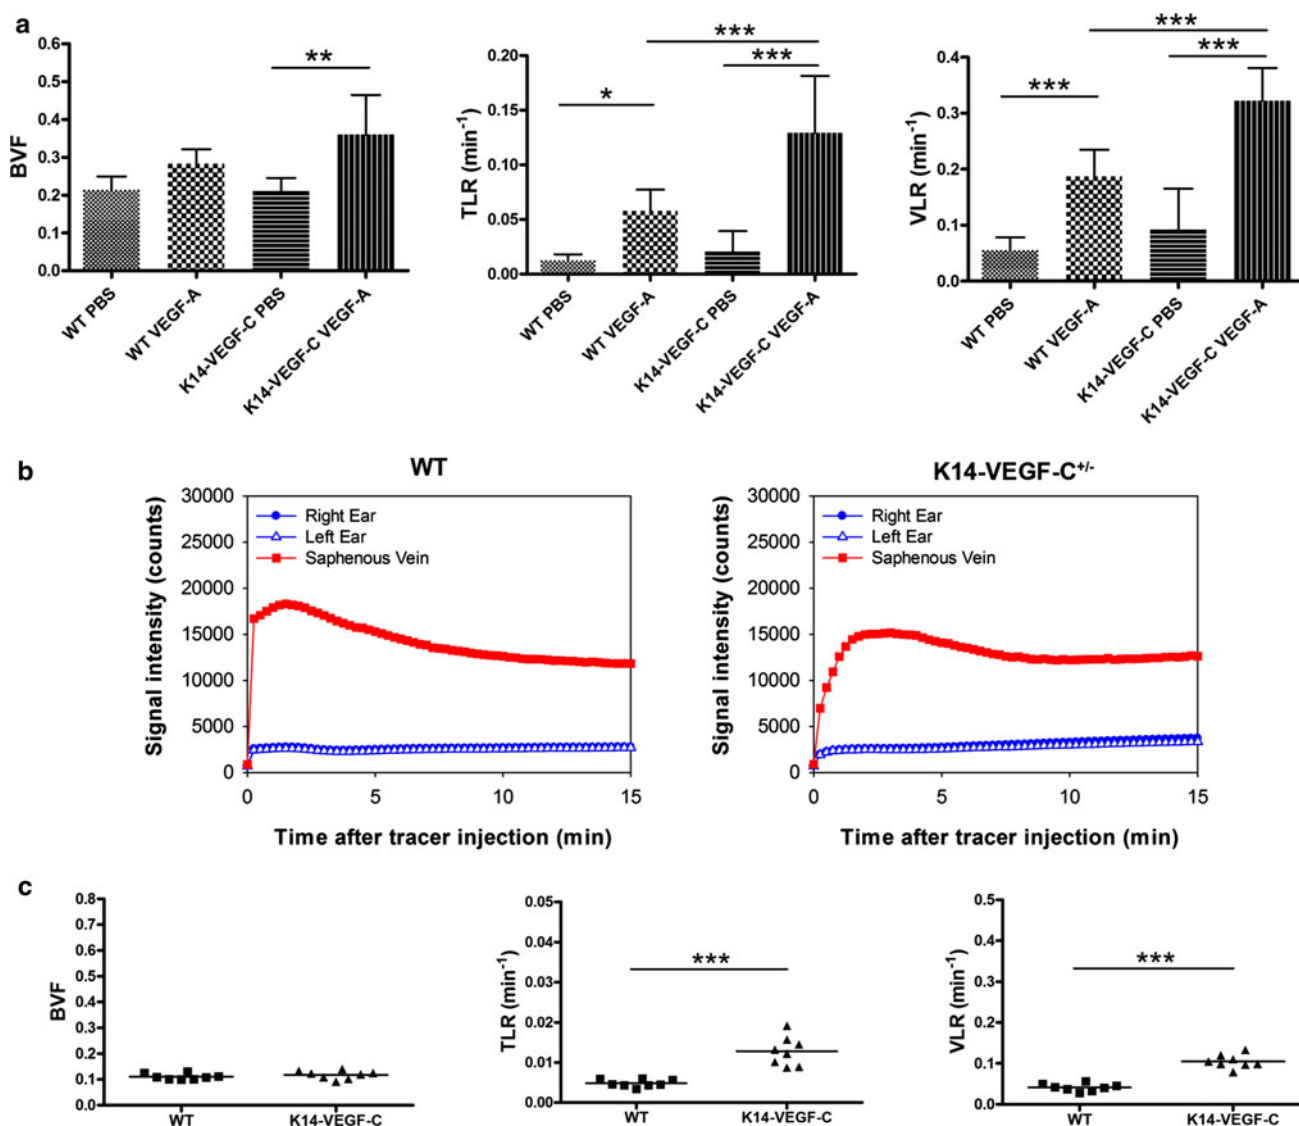 a
BVF
0.6
0.5
0.4
0.3
0.2
0.1
0.0
**
WT PBS
WT VEGF-A
K14-VEGF-C PBS
K14-VEGF-C VEGF-A
TLR (min⁻¹)
0.20
0.15
0.10
0.05
0.00
*
***
***
WT PBS
WT VEGF-A
K14-VEGF-C PBS
K14-VEGF-C VEGF-A
VLR (min⁻¹)
0.4
0.3
0.2
0.1
0.0
***
***
***
WT PBS
WT VEGF-A
K14-VEGF-C PBS
K14-VEGF-C VEGF-A
b
WT
Signal intensity (counts)
30000
25000
20000
15000
10000
5000
0
Right Ear
Left Ear
Saphenous Vein
0 5 10 15
Time after tracer injection (min)
K14-VEGF-C⁺/⁻
Signal intensity (counts)
30000
25000
20000
15000
10000
5000
0
Right Ear
Left Ear
Saphenous Vein
0 5 10 15
Time after tracer injection (min)
c
BVF
0.8
0.7
0.6
0.5
0.4
0.3
0.2
0.1
0.0
WT K14-VEGF-C
TLR (min⁻¹)
0.05
0.04
0.03
0.02
0.01
0.00
***
WT K14-VEGF-C
VLR (min⁻¹)
0.5
0.4
0.3
0.2
0.1
0.0
***
WT K14-VEGF-C